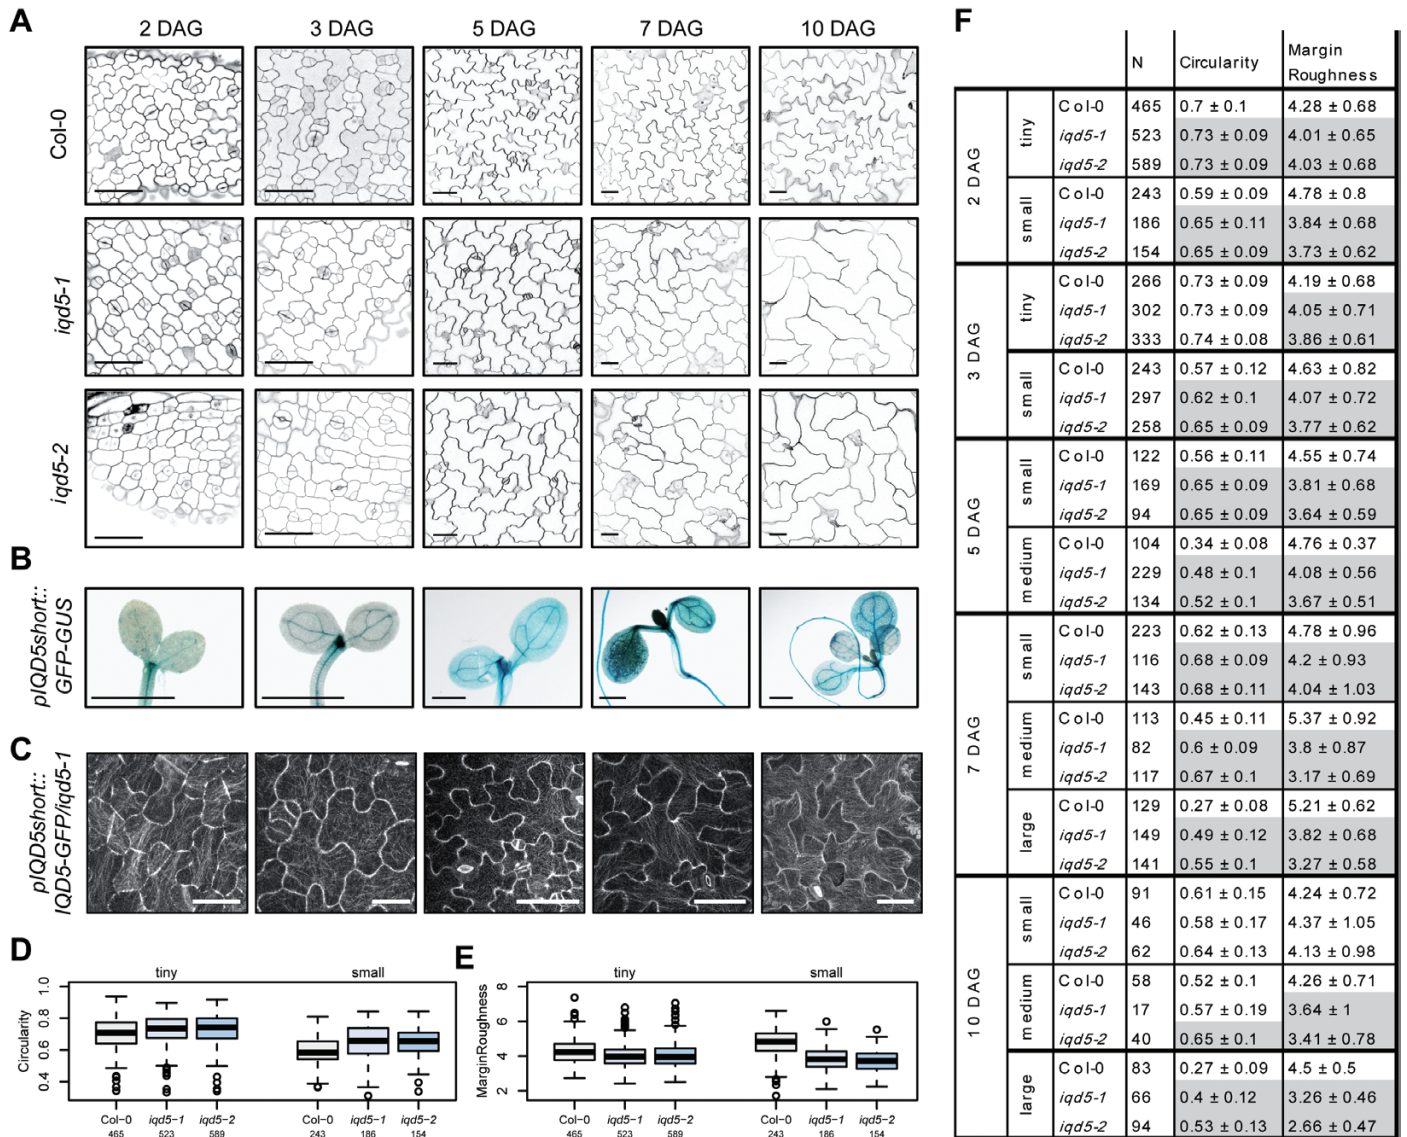 A
2 DAG 3 DAG 5 DAG 7 DAG 10 DAG
Col-0
iqd5-1
iqd5-2
B
pIQD5short::
GFP-GUS
C
pIQD5short::
IQD5-GFP/iqd5-1
D
tiny small
Circularity
1.0
0.8
0.6
0.4
Col−0 iqd5−1 iqd5−2 Col−0 iqd5−1 iqd5−2
465 523 589 243 186 154
E
tiny small
MarginRoughness
8
6
4
2
Col−0 iqd5−1 iqd5−2 Col−0 iqd5−1 iqd5−2
465 523 589 243 186 154
F
N Circularity Margin
Roughness
2 DAG
tiny
Col-0 465 0.7 ± 0.1 4.28 ± 0.68
iqd5-1 523 0.73 ± 0.09 4.01 ± 0.65
iqd5-2 589 0.73 ± 0.09 4.03 ± 0.68
small
Col-0 243 0.59 ± 0.09 4.78 ± 0.8
iqd5-1 186 0.65 ± 0.11 3.84 ± 0.68
iqd5-2 154 0.65 ± 0.09 3.73 ± 0.62
3 DAG
tiny
Col-0 266 0.73 ± 0.09 4.19 ± 0.68
iqd5-1 302 0.73 ± 0.09 4.05 ± 0.71
iqd5-2 333 0.74 ± 0.08 3.86 ± 0.61
small
Col-0 243 0.57 ± 0.12 4.63 ± 0.82
iqd5-1 297 0.62 ± 0.1 4.07 ± 0.72
iqd5-2 258 0.65 ± 0.09 3.77 ± 0.62
5 DAG
small
Col-0 122 0.56 ± 0.11 4.55 ± 0.74
iqd5-1 169 0.65 ± 0.09 3.81 ± 0.68
iqd5-2 94 0.65 ± 0.09 3.64 ± 0.59
medium
Col-0 104 0.34 ± 0.08 4.76 ± 0.37
iqd5-1 229 0.48 ± 0.1 4.08 ± 0.56
iqd5-2 134 0.52 ± 0.1 3.67 ± 0.51
7 DAG
small
Col-0 223 0.62 ± 0.13 4.78 ± 0.96
iqd5-1 116 0.68 ± 0.09 4.2 ± 0.93
iqd5-2 143 0.68 ± 0.11 4.04 ± 1.03
medium
Col-0 113 0.45 ± 0.11 5.37 ± 0.92
iqd5-1 82 0.6 ± 0.09 3.8 ± 0.87
iqd5-2 117 0.67 ± 0.1 3.17 ± 0.69
large
Col-0 129 0.27 ± 0.08 5.21 ± 0.62
iqd5-1 149 0.49 ± 0.12 3.82 ± 0.68
iqd5-2 141 0.55 ± 0.1 3.27 ± 0.58
10 DAG
small
Col-0 91 0.61 ± 0.15 4.24 ± 0.72
iqd5-1 46 0.58 ± 0.17 4.37 ± 1.05
iqd5-2 62 0.64 ± 0.13 4.13 ± 0.98
medium
Col-0 58 0.52 ± 0.1 4.26 ± 0.71
iqd5-1 17 0.57 ± 0.19 3.64 ± 1
iqd5-2 40 0.65 ± 0.1 3.41 ± 0.78
large
Col-0 83 0.27 ± 0.09 4.5 ± 0.5
iqd5-1 66 0.4 ± 0.12 3.26 ± 0.46
iqd5-2 94 0.53 ± 0.13 2.66 ± 0.47